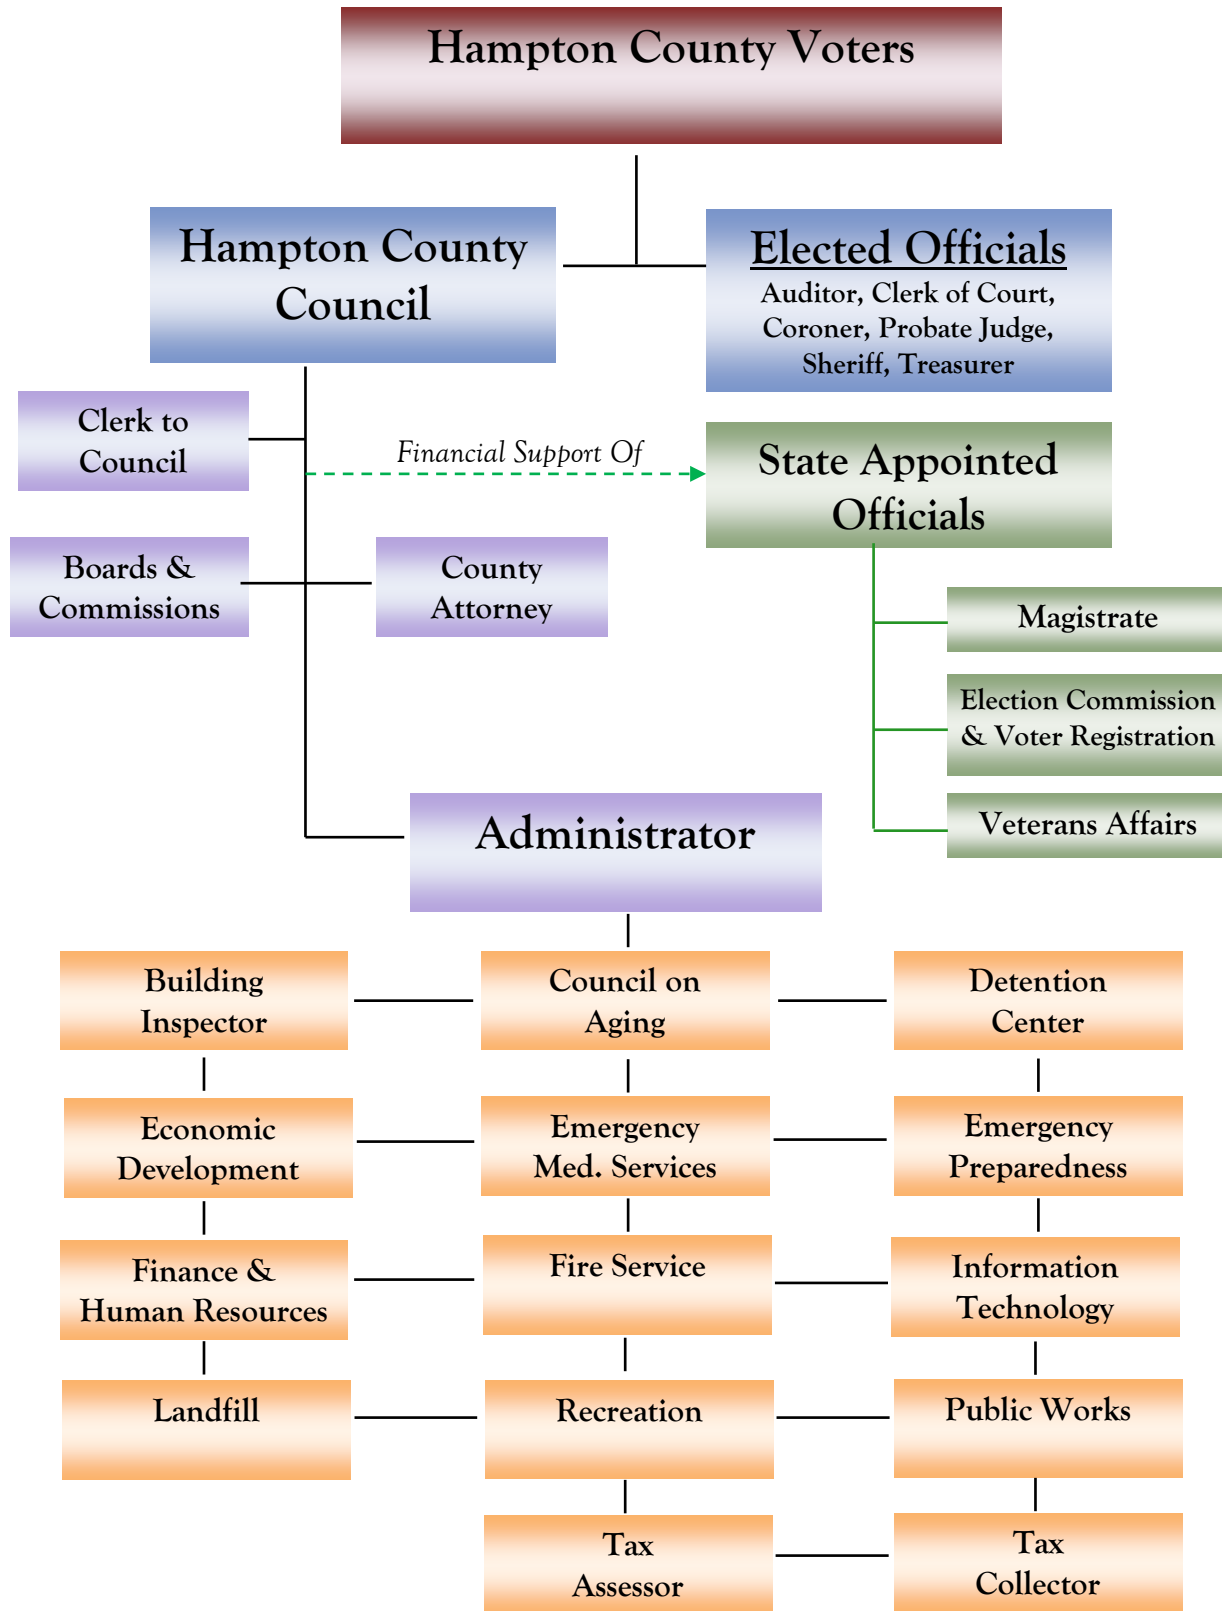 Hampton County Voters
Hampton County
Council
Elected Officials
Auditor, Clerk of Court,
Coroner, Probate Judge,
Sheriff, Treasurer
Clerk to
Council
Financial Support Of
State Appointed
Officials
Boards &
Commissions
County
Attorney
Magistrate
Election Commission
& Voter Registration
Administrator
Veterans Affairs
Building
Inspector
Council on
Aging
Detention
Center
Economic
Development
Emergency
Med. Services
Emergency
Preparedness
Finance &
Human Resources
Fire Service
Information
Technology
Landfill
Recreation
Public Works
Tax
Assessor
Tax
Collector